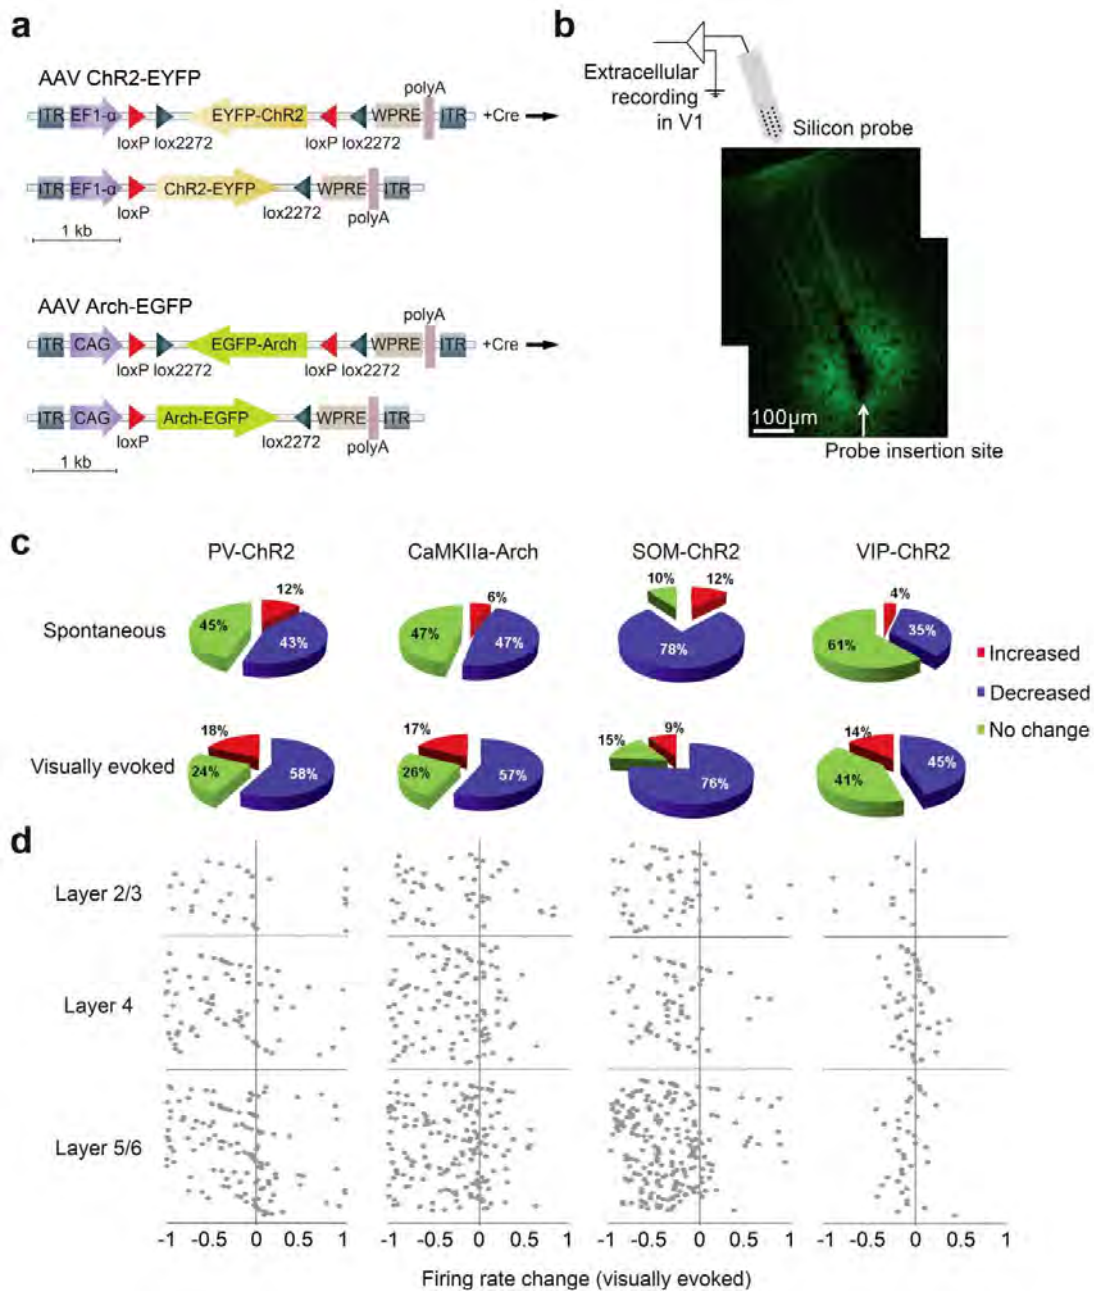 a
AAV ChR2-EYFP
polyA
ITR EF1-α EYFP-ChR2 WPRE ITR +Cre
loxP lox2272 loxP lox2272
ITR EF1-α ChR2-EYFP WPRE ITR
loxP lox2272 polyA
1 kb
AAV Arch-EGFP
polyA
ITR CAG EGFP-Arch WPRE ITR +Cre
loxP lox2272 loxP lox2272
ITR CAG Arch-EGFP WPRE ITR
loxP lox2272 polyA
1 kb
b
Extracellular
recording
in V1
Silicon probe
100μm
Probe insertion site
c
PV-ChR2 CaMKIIa-Arch SOM-ChR2 VIP-ChR2
Spontaneous
12% 43% 45%
6% 47% 47%
10% 12% 78%
4% 35% 61%
Increased
Decreased
No change
Visually evoked
18% 24% 58%
17% 26% 57%
9% 15% 76%
14% 41% 45%
d
Layer 2/3
Layer 4
Layer 5/6
-1 -0.5 0 0.5 1 -1 -0.5 0 0.5 1 -1 -0.5 0 0.5 1 -1 -0.5 0 0.5 1
Firing rate change (visually evoked)